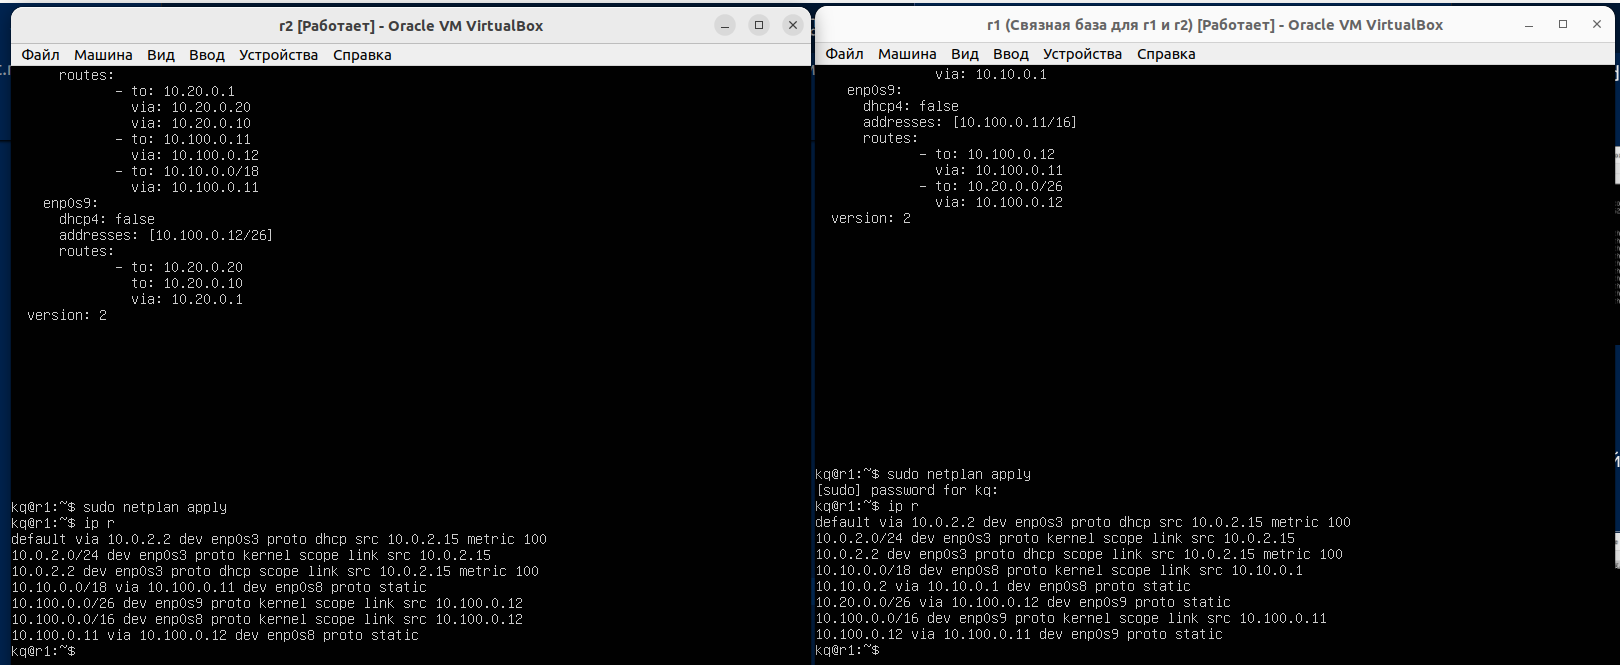 r2 [Работает] - Oracle VM VirtualBox
Файл Машина Вид Ввод Устройства Справка
routes:
- to: 10.20.0.1
via: 10.20.0.20
via: 10.20.0.10
- to: 10.100.0.11
via: 10.100.0.12
- to: 10.10.0.0/18
via: 10.100.0.11
enp0s9:
dhcp4: false
addresses: [10.100.0.12/26]
routes:
- to: 10.20.0.20
to: 10.20.0.10
via: 10.20.0.1
version: 2
kq@r1:~$ sudo netplan apply
kq@r1:~$ ip r
default via 10.0.2.2 dev enp0s3 proto dhcp src 10.0.2.15 metric 100
10.0.2.0/24 dev enp0s3 proto kernel scope link src 10.0.2.15
10.0.2.2 dev enp0s3 proto dhcp scope link src 10.0.2.15 metric 100
10.10.0.0/18 via 10.100.0.11 dev enp0s8 proto static
10.100.0.0/26 dev enp0s9 proto kernel scope link src 10.100.0.12
10.100.0.0/16 dev enp0s8 proto kernel scope link src 10.100.0.12
10.100.0.11 via 10.100.0.12 dev enp0s8 proto static
kq@r1:~$
r1 (Связная база для r1 и r2) [Работает] - Oracle VM VirtualBox
Файл Машина Вид Ввод Устройства Справка
via: 10.10.0.1
enp0s9:
dhcp4: false
addresses: [10.100.0.11/16]
routes:
- to: 10.100.0.12
via: 10.100.0.11
- to: 10.20.0.0/26
via: 10.100.0.12
version: 2
kq@r1:~$ sudo netplan apply
[sudo] password for kq:
kq@r1:~$ ip r
default via 10.0.2.2 dev enp0s3 proto dhcp src 10.0.2.15 metric 100
10.0.2.0/24 dev enp0s3 proto kernel scope link src 10.0.2.15
10.0.2.2 dev enp0s3 proto dhcp scope link src 10.0.2.15 metric 100
10.10.0.0/18 dev enp0s8 proto kernel scope link src 10.10.0.1
10.10.0.2 via 10.10.0.1 dev enp0s8 proto static
10.20.0.0/26 via 10.100.0.12 dev enp0s9 proto static
10.100.0.0/16 dev enp0s9 proto kernel scope link src 10.100.0.11
10.100.0.12 via 10.100.0.11 dev enp0s9 proto static
kq@r1:~$